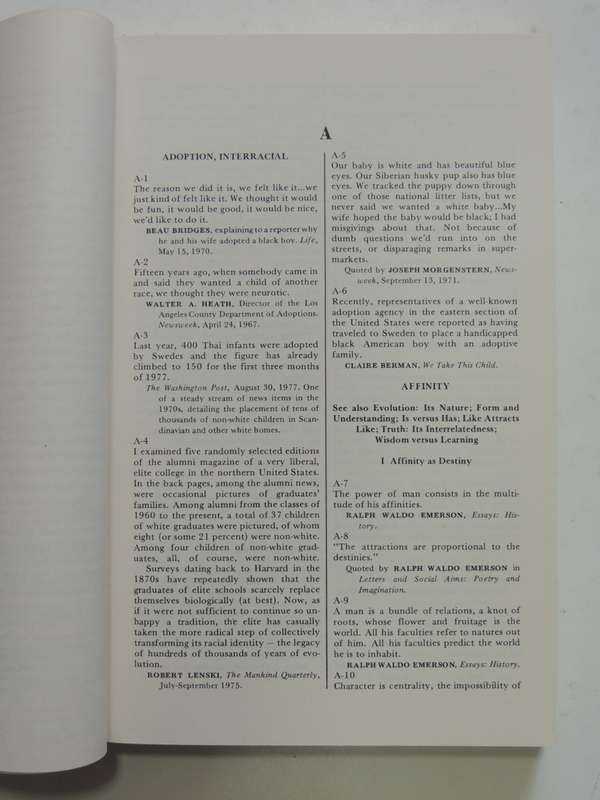 A
ADOPTION, INTERRACIAL
A-1
The reason we did it is, we felt like it...we
just kind of felt like it. We thought it would
be fun, it would be good, it would be nice,
we'd like to do it.
BEAU BRIDGES, explaining to a reporter why
he and his wife adopted a black boy. Life,
May 15, 1970.
A-2
Fifteen years ago, when somebody came in
and said they wanted a child of another
race, we thought they were neurotic.
WALTER A. HEATH, Director of the Los
Angeles County Department of Adoptions.
Newsweek, April 24, 1967.
A-3
Last year, 400 Thai infants were adopted
by Swedes and the figure has already
climbed to 150 for the first three months
of 1977.
The Washington Post, August 30, 1977. One
of a steady stream of news items in the
1970s, detailing the placement of tens of
thousands of non-white children in Scan-
dinavian and other white homes.
A-4
I examined five randomly selected editions
of the alumni magazine of a very liberal,
elite college in the northern United States.
In the back pages, among the alumni news,
were occasional pictures of graduates'
families. Among alumni from the classes of
1960 to the present, a total of 37 children
of white graduates were pictured, of whom
eight (or some 21 percent) were non-white.
Among four children of non-white grad-
uates, all, of course, were non-white.
Surveys dating back to Harvard in the
1870s have repeatedly shown that the
graduates of elite schools scarcely replace
themselves biologically (at best). Now, as
if it were not sufficient to continue so un-
happy a tradition, the elite has casually
taken the more radical step of collectively
transforming its racial identity — the legacy
of hundreds of thousands of years of evo-
lution.
ROBERT LENSKI, The Mankind Quarterly,
July-September 1975.
A-5
Our baby is white and has beautiful blue
eyes. Our Siberian husky pup also has blue
eyes. We tracked the puppy down through
one of those national litter lists, but we
never said we wanted a white baby...My
wife hoped the baby would be black; I had
misgivings about that. Not because of
dumb questions we'd run into on the
streets, or disparaging remarks in super-
markets.
Quoted by JOSEPH MORGENSTERN, News-
week, September 13, 1971.
A-6
Recently, representatives of a well-known
adoption agency in the eastern section of
the United States were reported as having
traveled to Sweden to place a handicapped
black American boy with an adoptive
family.
CLAIRE BERMAN, We Take This Child.
AFFINITY
See also Evolution: Its Nature; Form and
Understanding; Is versus Has; Like Attracts
Like; Truth: Its Interrelatedness;
Wisdom versus Learning
I Affinity as Destiny
A-7
The power of man consists in the multi-
tude of his affinities.
RALPH WALDO EMERSON, Essays: His-
tory.
A-8
"The attractions are proportional to the
destinies."
Quoted by RALPH WALDO EMERSON in
Letters and Social Aims: Poetry and
Imagination.
A-9
A man is a bundle of relations, a knot of
roots, whose flower and fruitage is the
world. All his faculties refer to natures out
of him. All his faculties predict the world
he is to inhabit.
RALPH WALDO EMERSON, Essays: History.
A-10
Character is centrality, the impossibility of